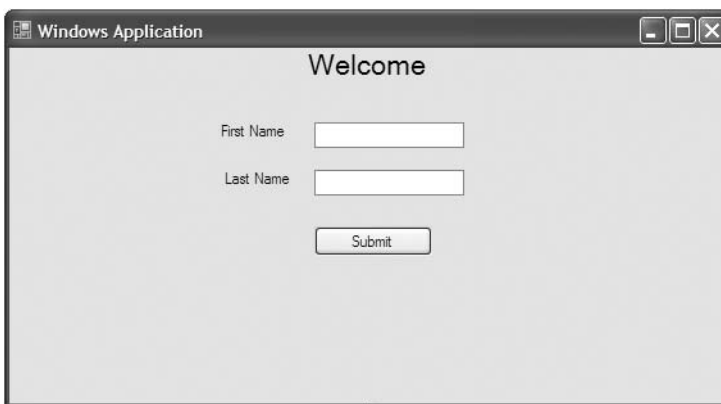 Windows Application
Welcome
First Name
Last Name
Submit